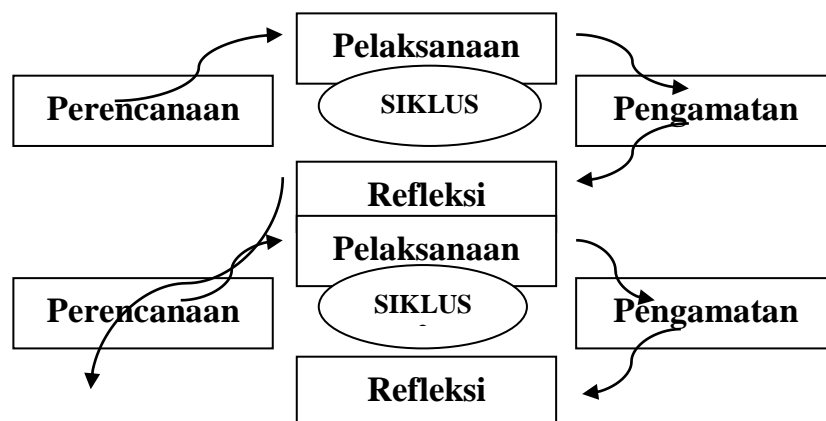 Pelaksanaan
Perencanaan
SIKLUS
Pengamatan
Refleksi
Pelaksanaan
Perencanaan
SIKLUS
Pengamatan
Refleksi